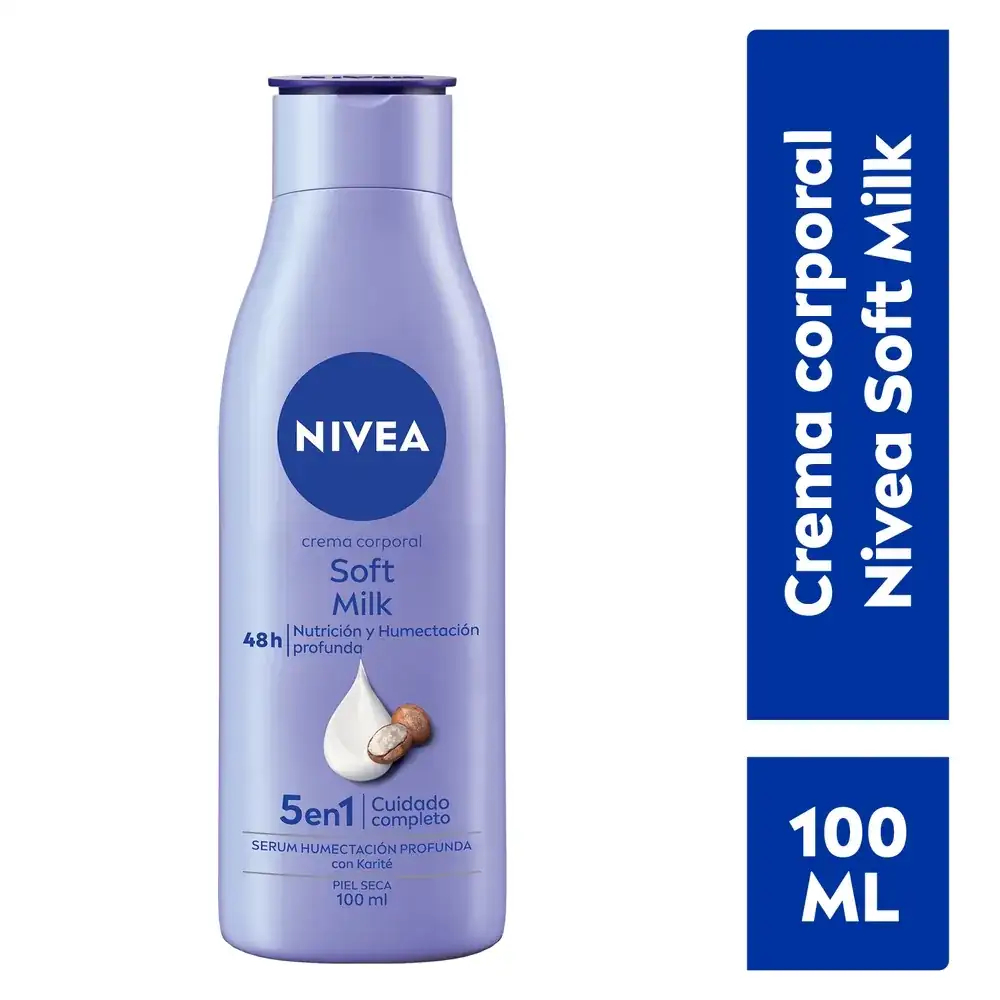 NIVEA
NIVEA
crema corporal
Soft
Milk
48h
Nutrición y Humectación
profunda
5en1
Cuidado
completo
SERUM HUMECTACIÓN PROFUNDA
con Karité
PIEL SECA
100 ml
Crema corporal
Nivea Soft Milk
100
ML